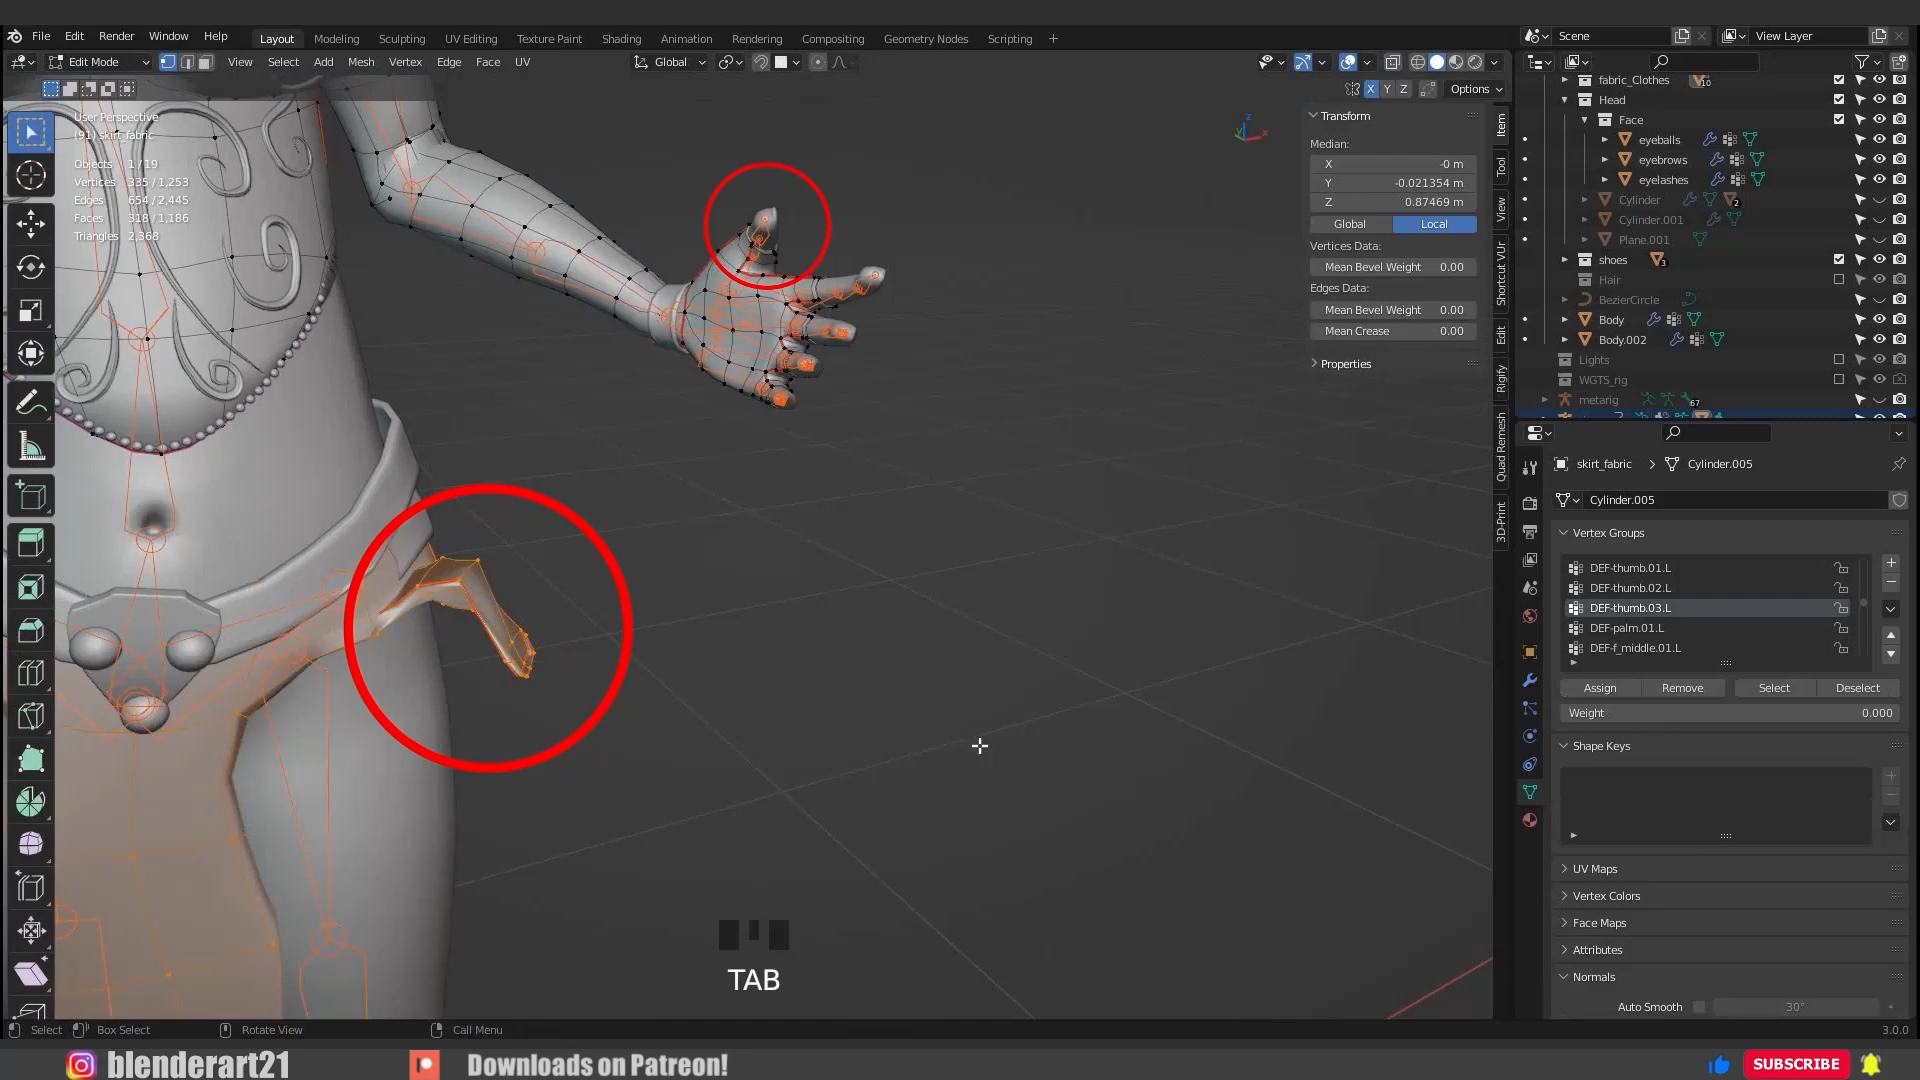 File Edit Render Window Help Layout Modeling Sculpting UV Editing Texture Paint Shading Animation Rendering Compositing Geometry Nodes Scripting + Scene View Layer
Edit Mode View Select Add Mesh Vertex Edge Face UV Global
X Y Z Options
User Perspective
(91) skirt_fabric
Objects 1 / 19
Vertices 335 / 1,253
Edges 654 / 2,445
Faces 318 / 1,186
Triangles 2,368
Transform
Median:
X -0 m
Y -0.021354 m
Z 0.87469 m
Global Local
Vertices Data:
Mean Bevel Weight 0.00
Edges Data:
Mean Bevel Weight 0.00
Mean Crease 0.00
Properties
Item
Tool
View
Shortcut VUr
Edit
Rigify
Quad Remesh
3D-Print
fabric_Clothes 10
Head
Face
eyeballs
eyebrows
eyelashes
Cylinder 2
Cylinder.001
Plane.001
shoes 3
Hair
BezierCircle
Body
Body.002
Lights
WGTS_rig
metarig 67
skirt_fabric > Cylinder.005
Cylinder.005
Vertex Groups
DEF-thumb.01.L
DEF-thumb.02.L
DEF-thumb.03.L
DEF-palm.01.L
DEF-f_middle.01.L
Assign Remove Select Deselect
Weight 0.000
Shape Keys
UV Maps
Vertex Colors
Face Maps
Attributes
Normals
Auto Smooth 30°
TAB
Select Box Select Rotate View Call Menu 3.0.0
blenderart21 Downloads on Patreon! SUBSCRIBE